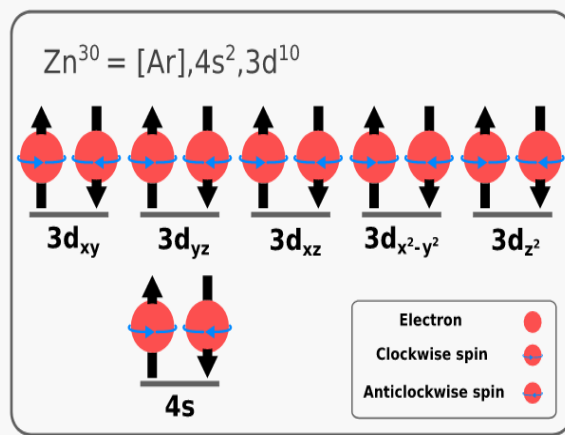 Zn³⁰ = [Ar],4s²,3d¹⁰
3dxy 3dyz 3dxz 3dx²-y² 3dz²
4s
Electron
Clockwise spin
Anticlockwise spin